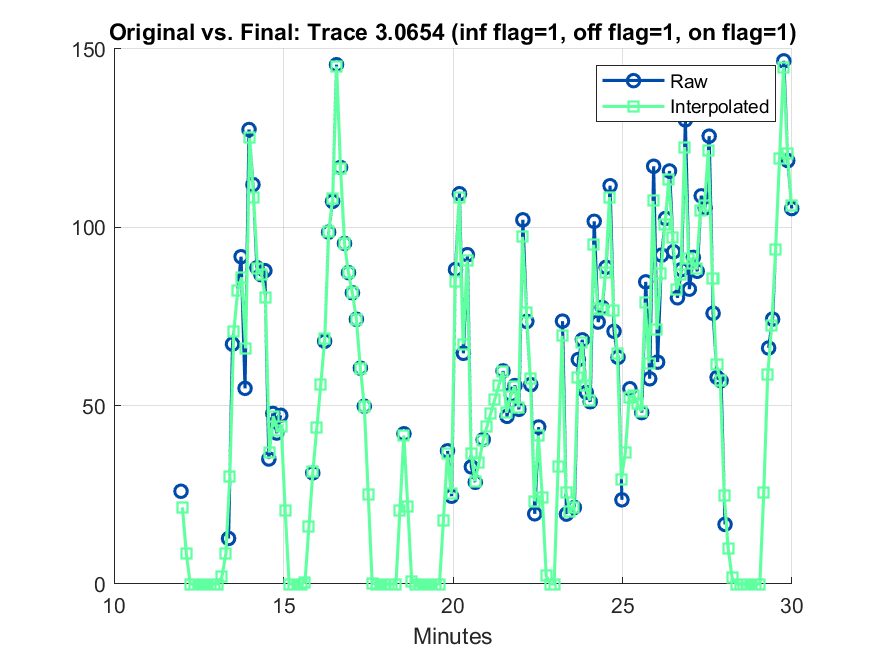 Original vs. Final: Trace 3.0654 (inf flag=1, off flag=1, on flag=1)
150
100
50
0
Raw
Interpolated
10 15 20 25 30
Minutes